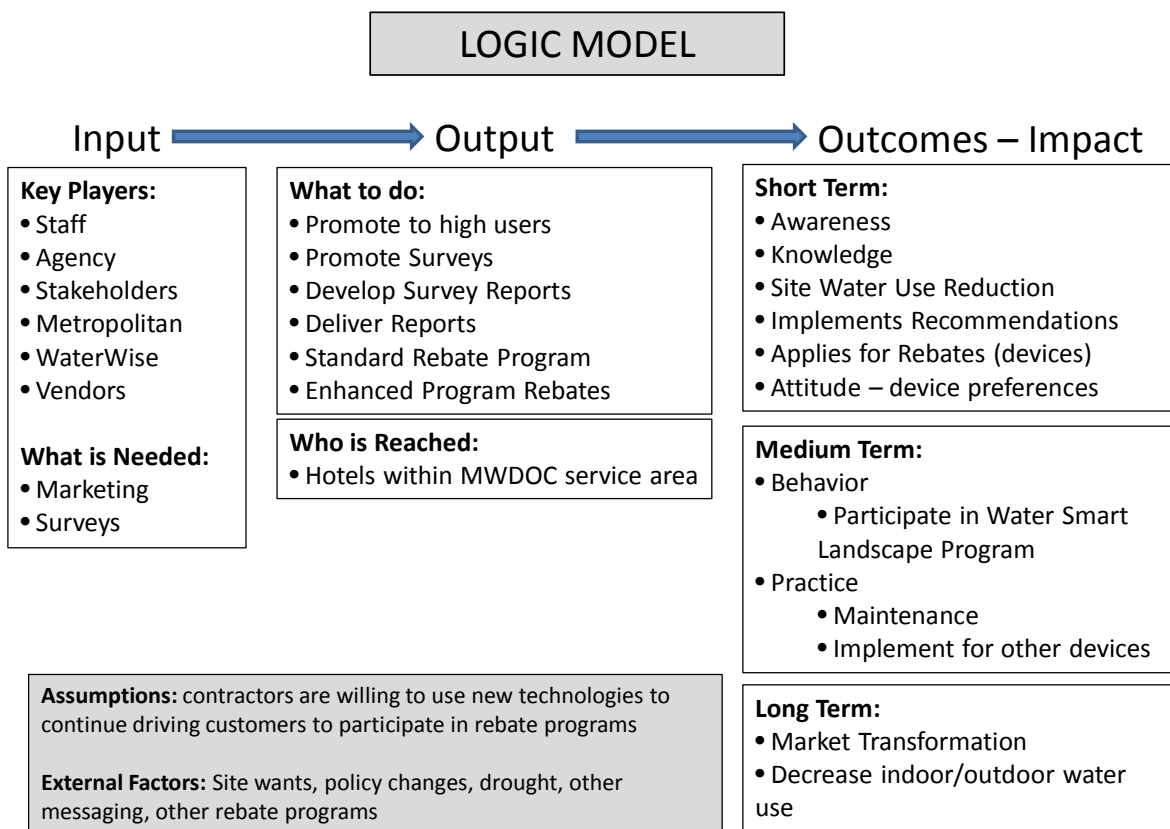 LOGIC MODEL
Input
Output
Outcomes – Impact
Key Players:
• Staff
• Agency
• Stakeholders
• Metropolitan
• WaterWise
• Vendors
What is Needed:
• Marketing
• Surveys
What to do:
• Promote to high users
• Promote Surveys
• Develop Survey Reports
• Deliver Reports
• Standard Rebate Program
• Enhanced Program Rebates
Who is Reached:
• Hotels within MWDOC service area
Short Term:
• Awareness
• Knowledge
• Site Water Use Reduction
• Implements Recommendations
• Applies for Rebates (devices)
• Attitude – device preferences
Medium Term:
• Behavior
• Participate in Water Smart
Landscape Program
• Practice
• Maintenance
• Implement for other devices
Long Term:
• Market Transformation
• Decrease indoor/outdoor water
use
Assumptions: contractors are willing to use new technologies to
continue driving customers to participate in rebate programs
External Factors: Site wants, policy changes, drought, other
messaging, other rebate programs